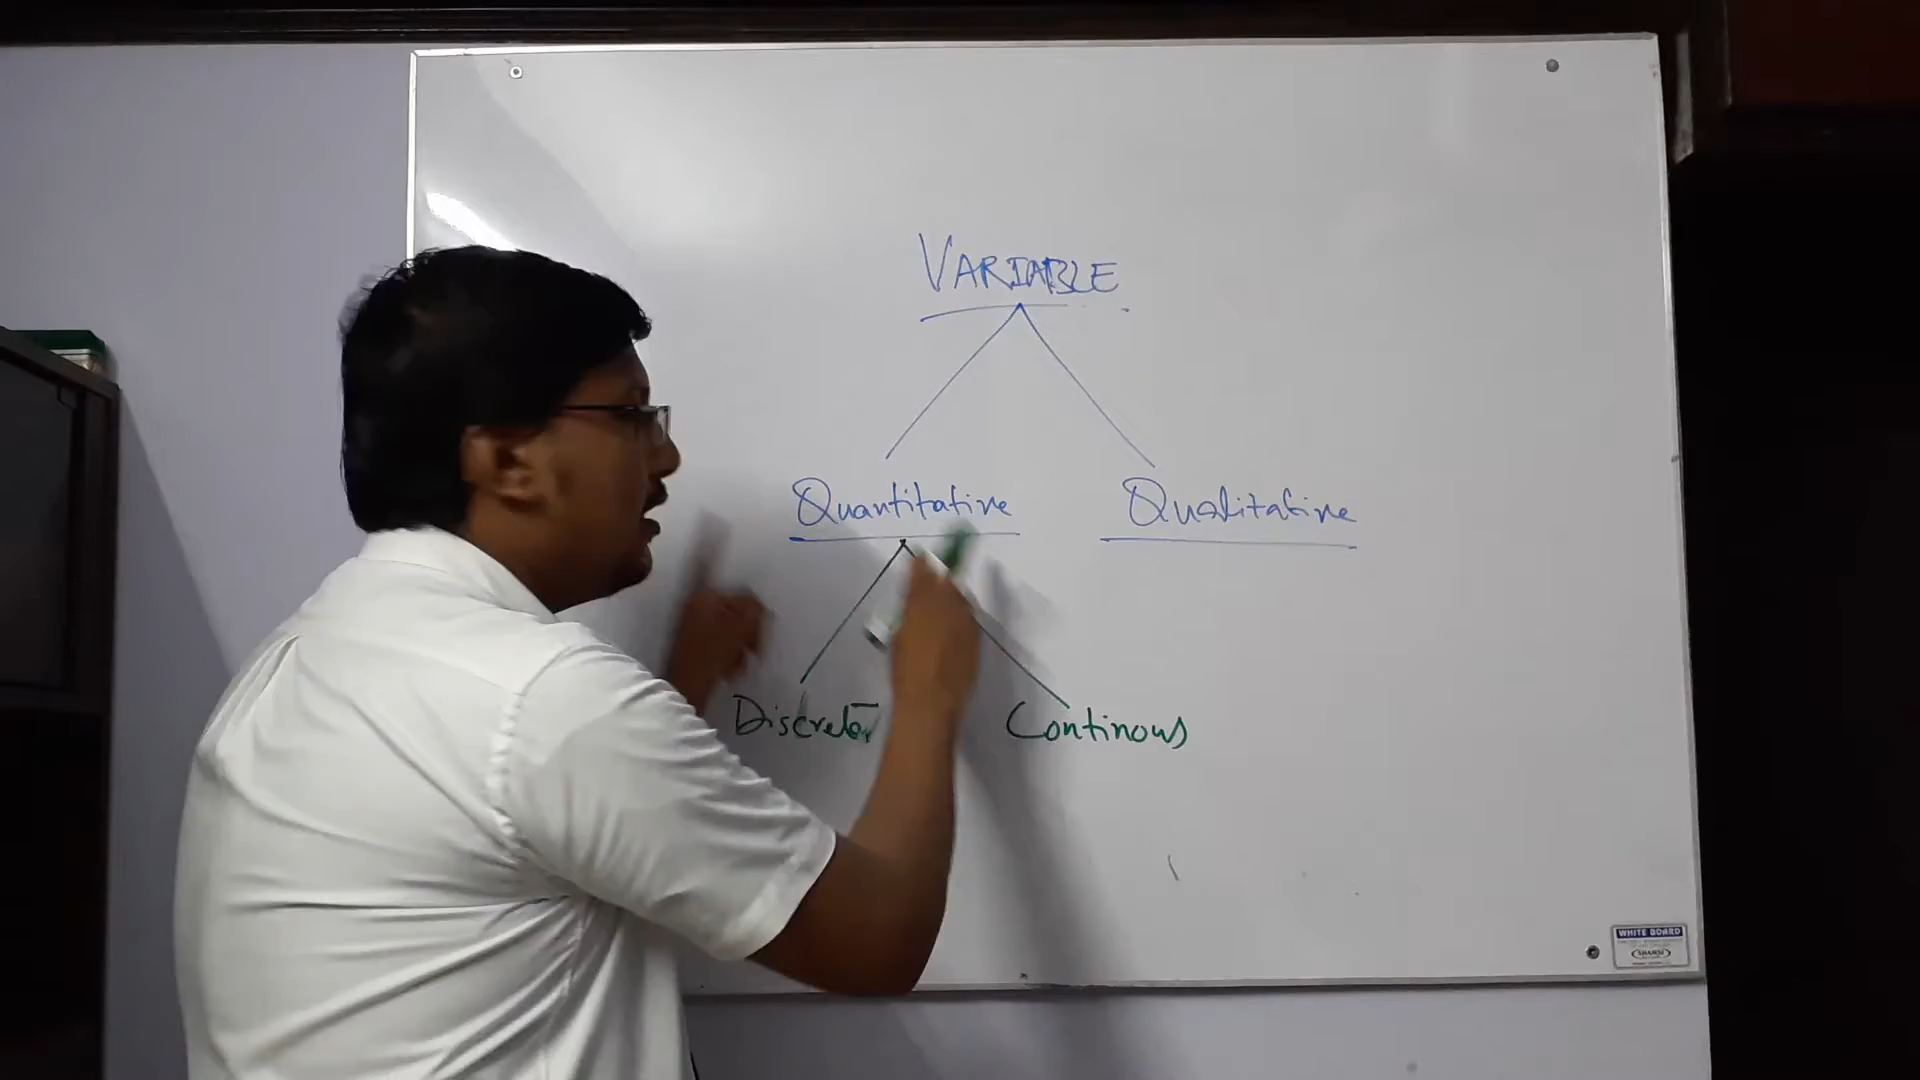 VARIABLE
Quantitative Qualitative
Discrete Continous
WHITE BOARD